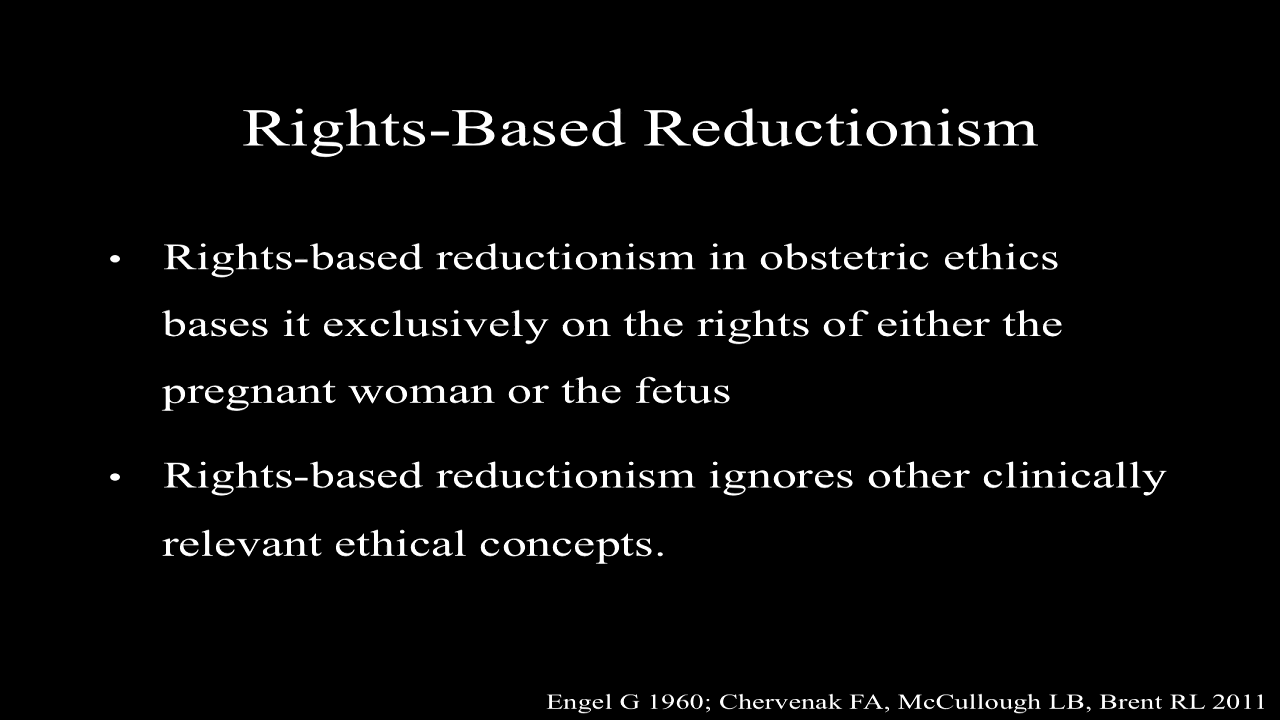 Rights-Based Reductionism
• Rights-based reductionism in obstetric ethics
bases it exclusively on the rights of either the
pregnant woman or the fetus
• Rights-based reductionism ignores other clinically
relevant ethical concepts.
Engel G 1960; Chervenak FA, McCullough LB, Brent RL 2011